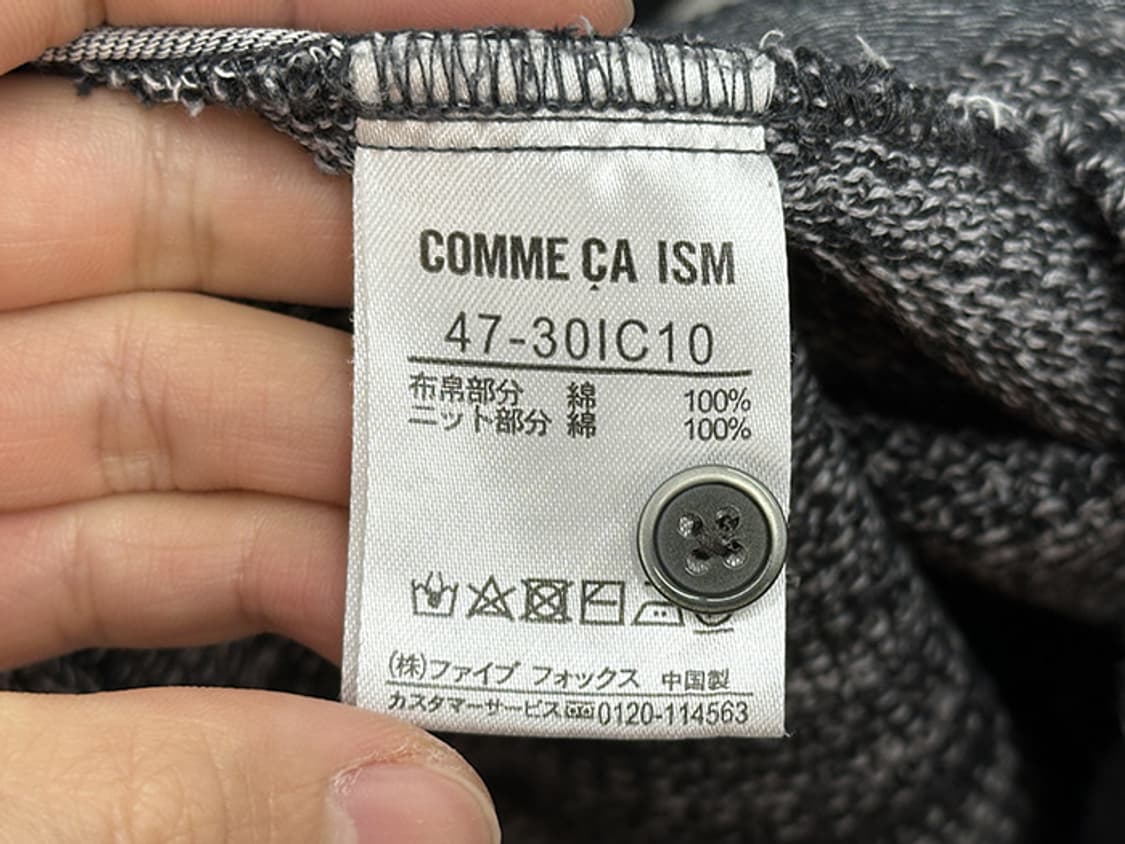 COMME ÇA ISM
47-30IC10
布帛部分 綿 100%
ニット部分 綿 100%
(株)ファイブ フォックス 中国製
カスタマーサービス 0120-114563